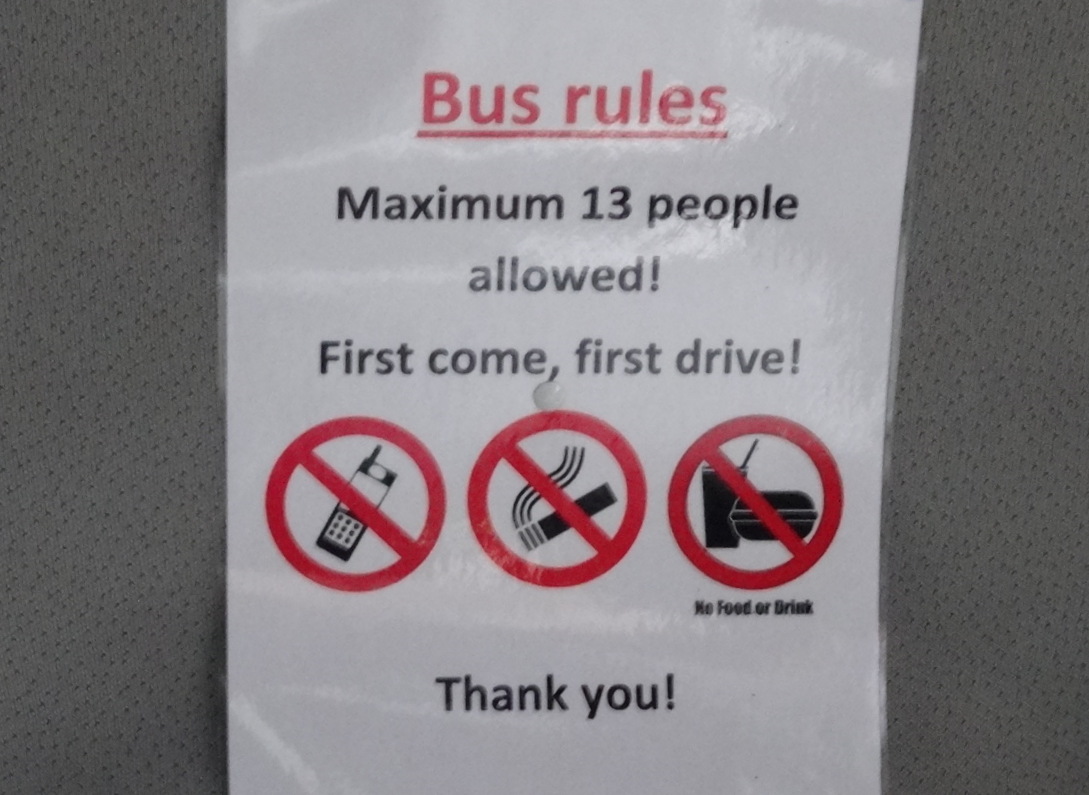 Bus rules
Maximum 13 people
allowed!
First come, first drive!
No Food or Drink
Thank you!